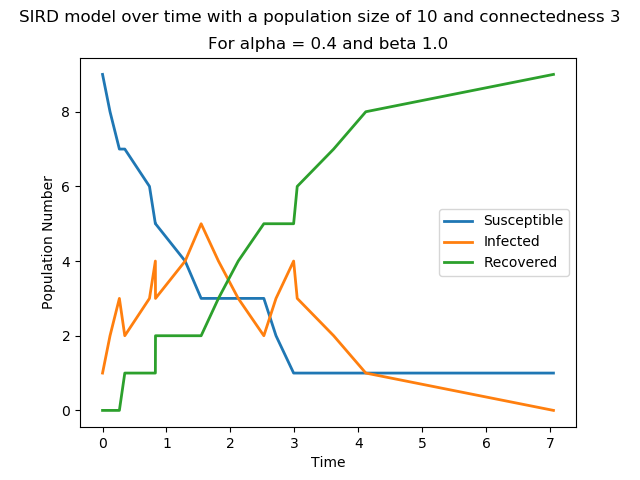 SIRD model over time with a population size of 10 and connectedness 3
For alpha = 0.4 and beta 1.0
Population Number
8
6
4
2
0
Susceptible
Infected
Recovered
0 1 2 3 4 5 6 7
Time